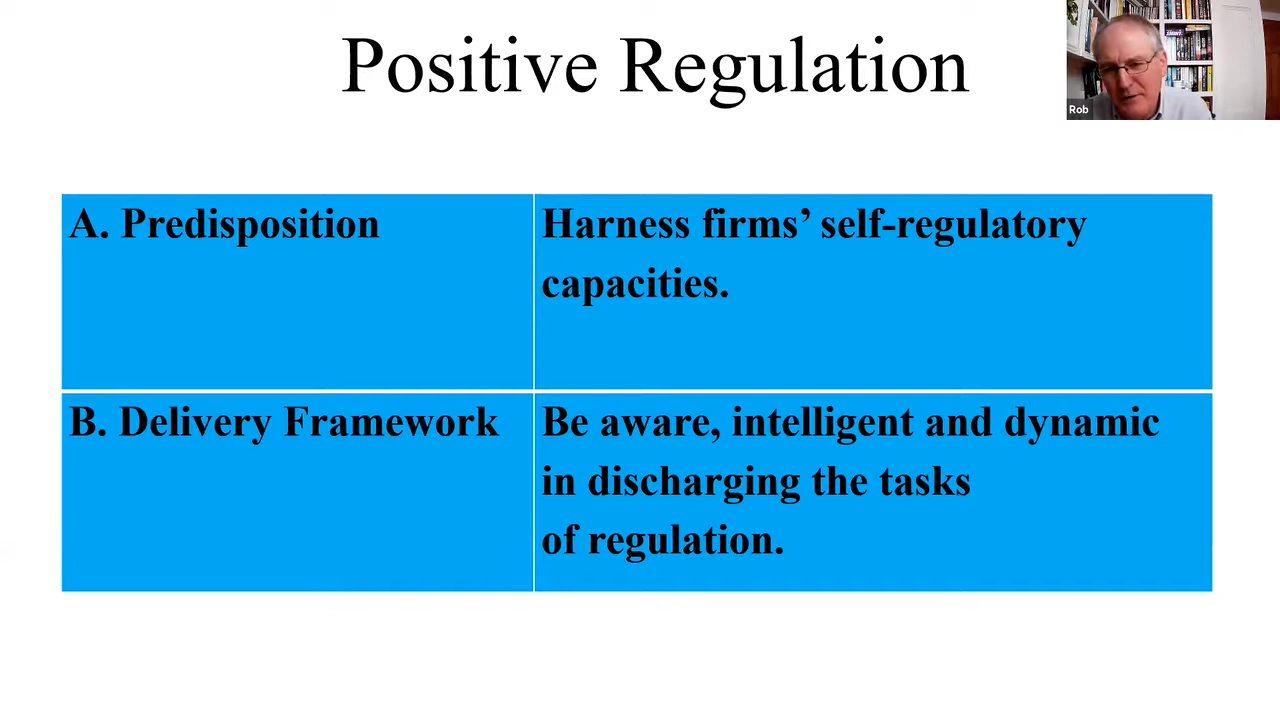 Positive Regulation
Rob
A. Predisposition
Harness firms’ self-regulatory
capacities.
B. Delivery Framework
Be aware, intelligent and dynamic
in discharging the tasks
of regulation.